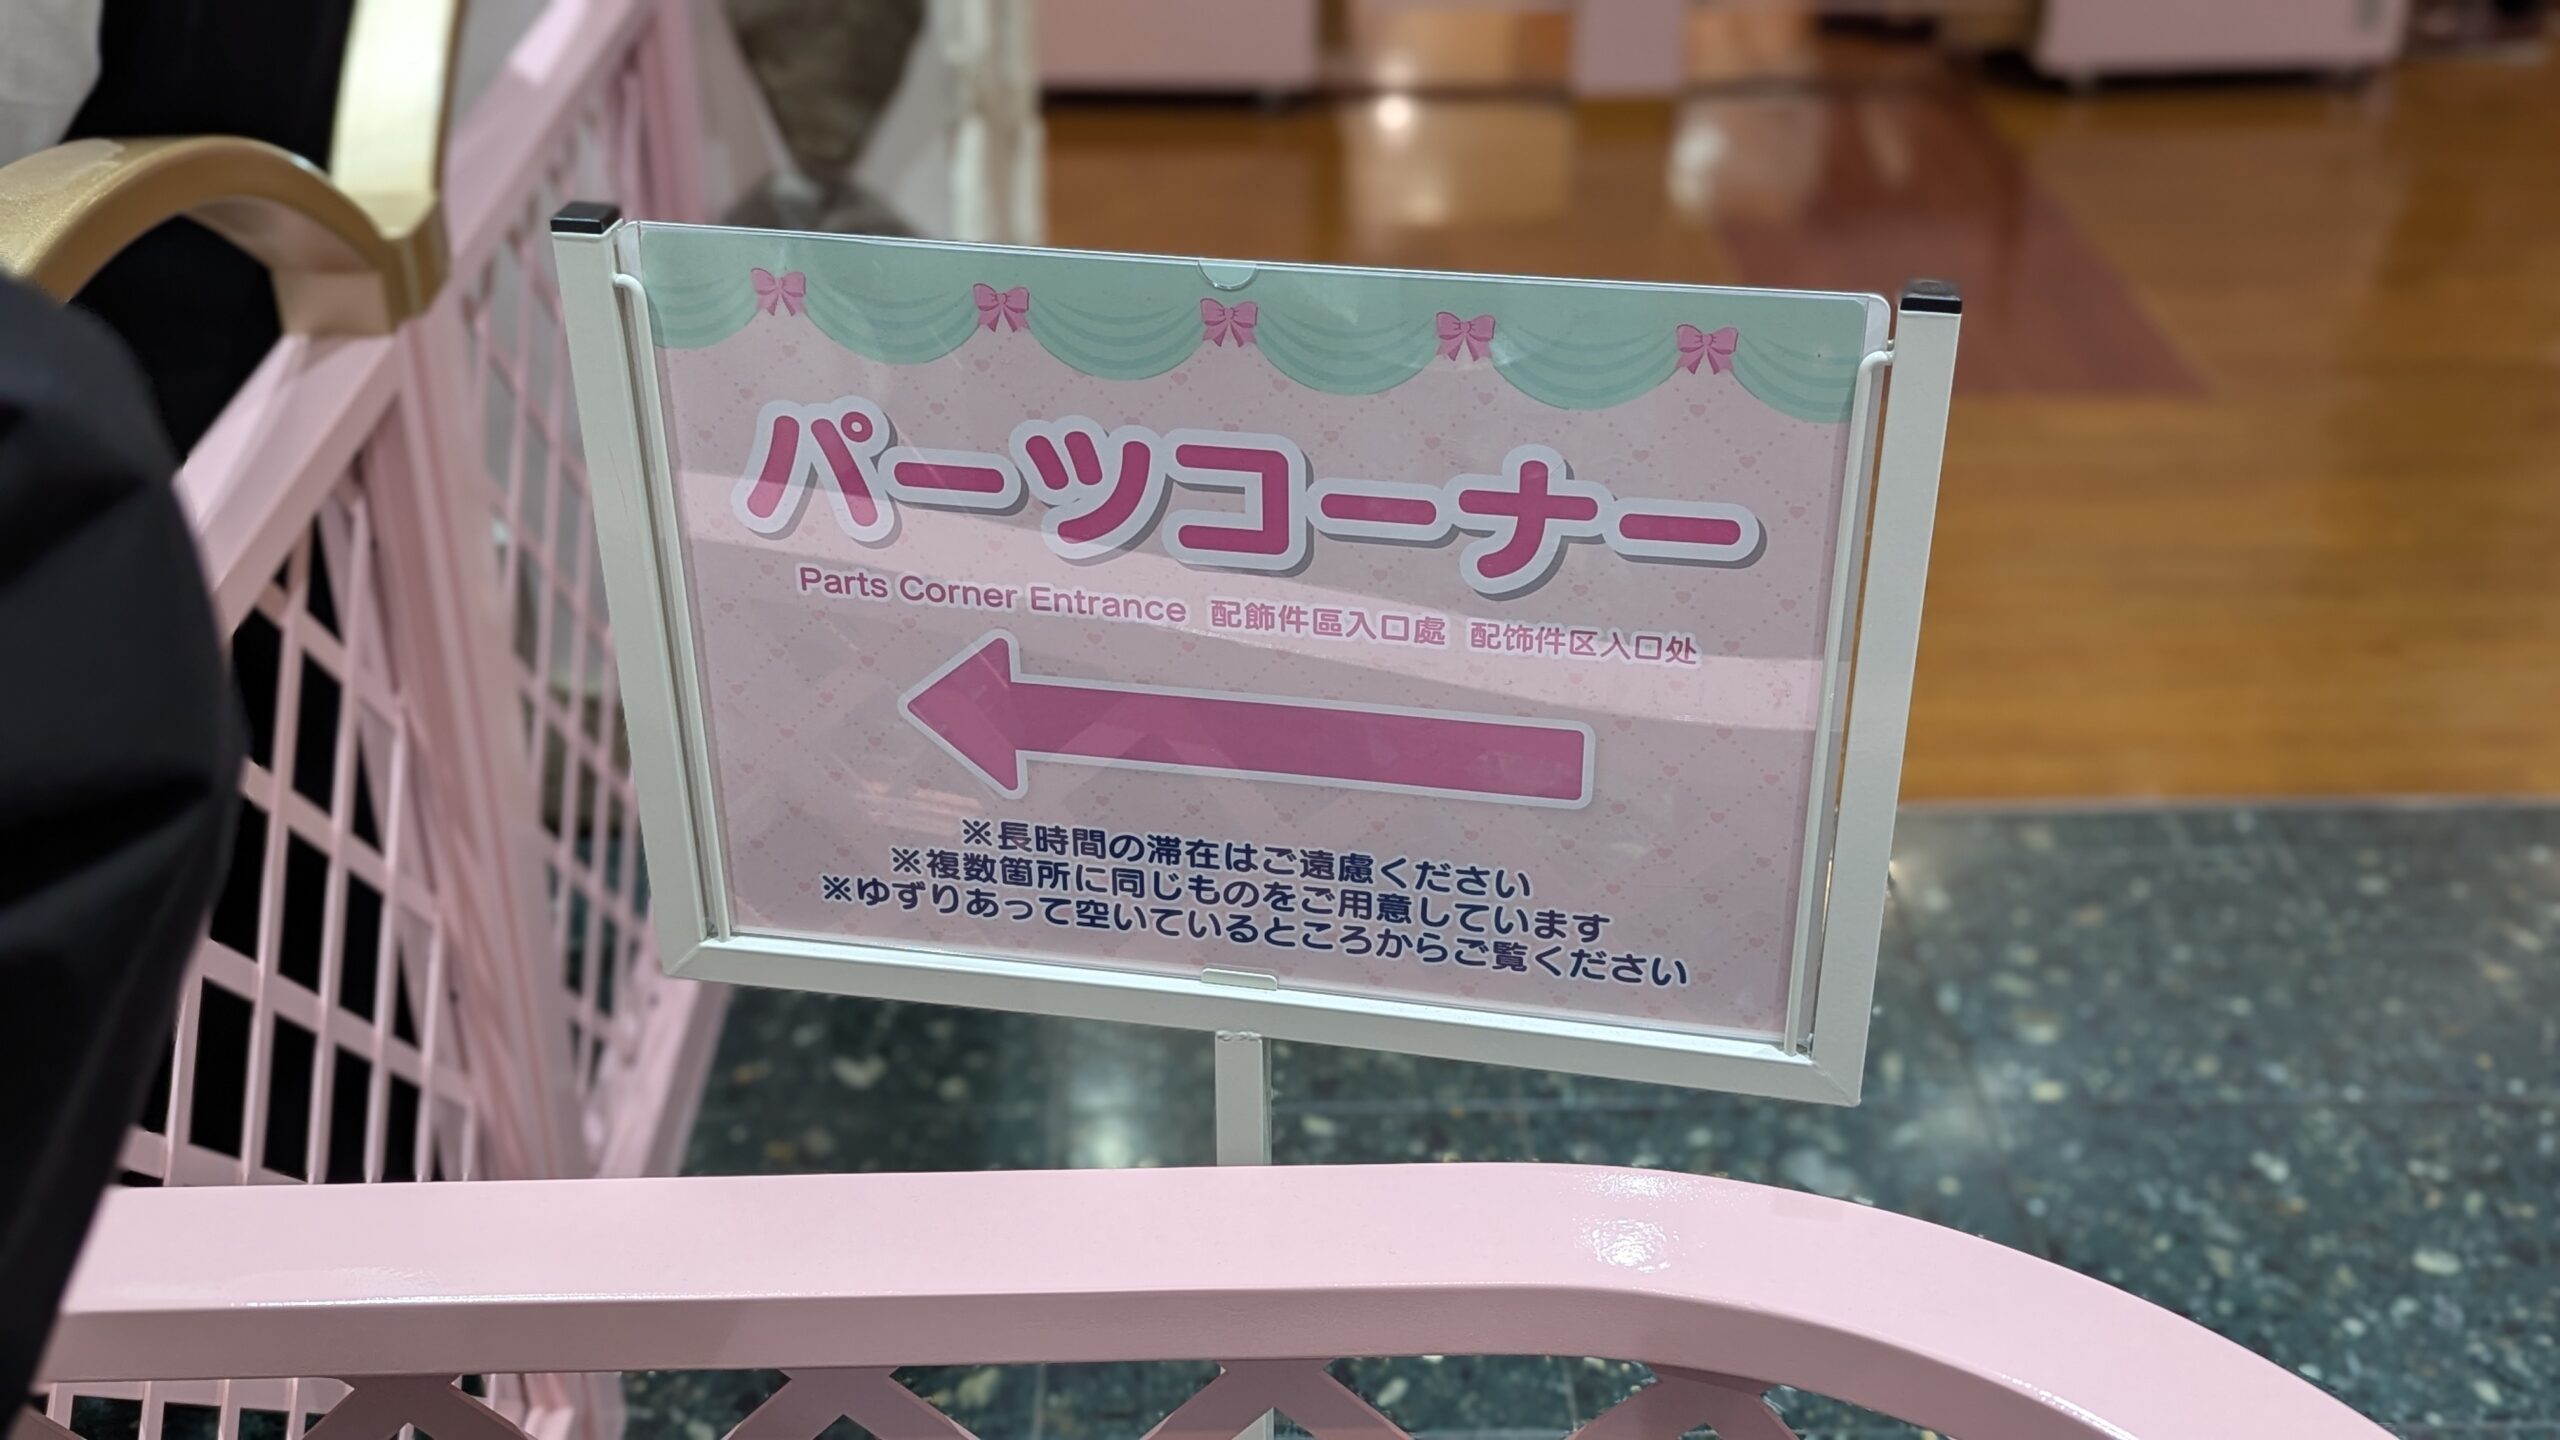 パーツコーナー
Parts Corner Entrance 配飾件區入口處 配饰件区入口处
※長時間の滞在はご遠慮ください
※複数箇所に同じものをご用意しています
※ゆずりあって空いているところからご覧ください